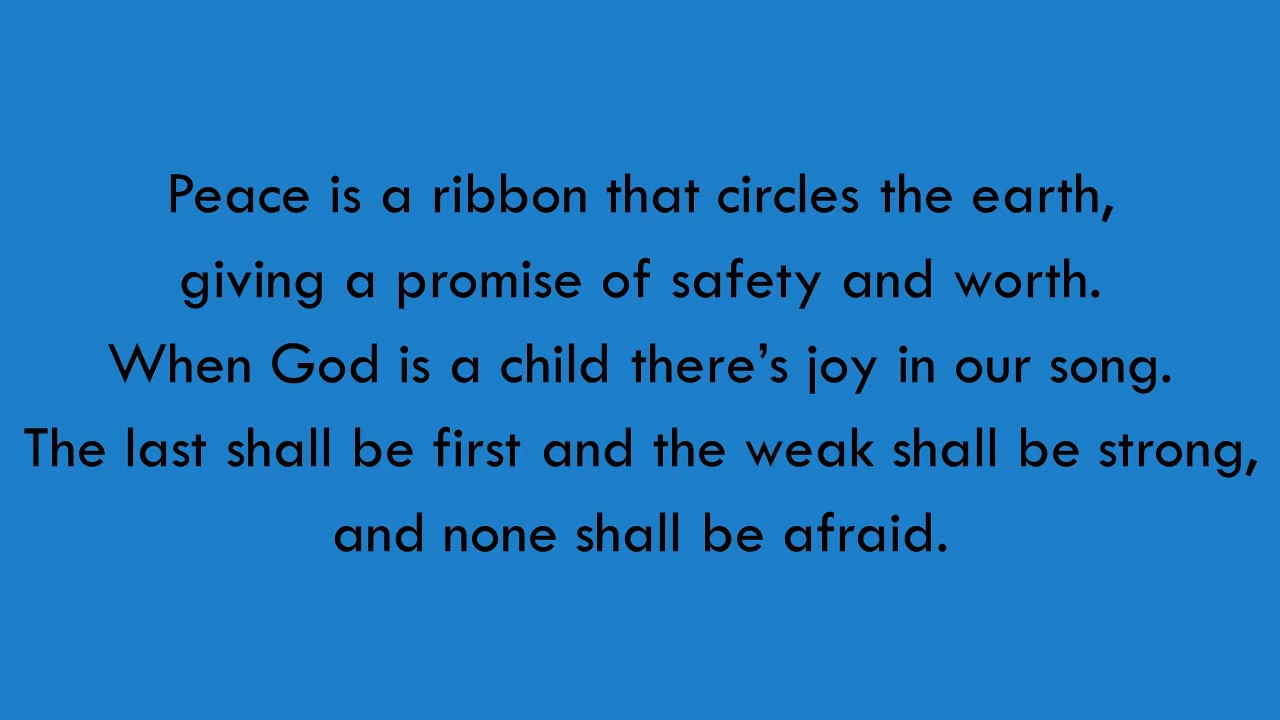 Peace is a ribbon that circles the earth,
giving a promise of safety and worth.
When God is a child there’s joy in our song.
The last shall be first and the weak shall be strong,
and none shall be afraid.